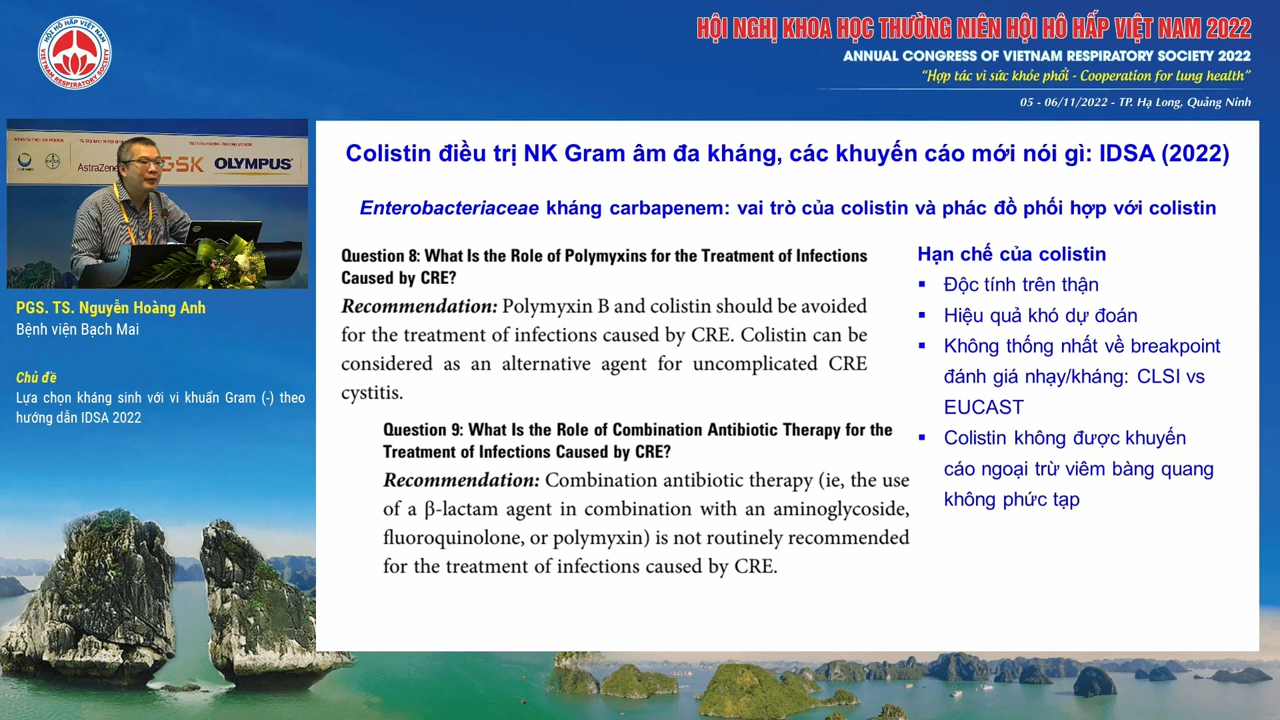 HỘI HÔ HẤP VIỆT NAM
VIETNAM RESPIRATORY SOCIETY
HỘI NGHỊ KHOA HỌC THƯỜNG NIÊN HỘI HÔ HẤP VIỆT NAM 2022
ANNUAL CONGRESS OF VIETNAM RESPIRATORY SOCIETY 2022
“Hợp tác vì sức khỏe phổi - Cooperation for lung health”
05 - 06/11/2022 - TP. Hạ Long, Quảng Ninh
AstraZene
GSK
OLYMPUS
PGS. TS. Nguyễn Hoàng Anh
Bệnh viện Bạch Mai
Chủ đề
Lựa chọn kháng sinh với vi khuẩn Gram (-) theo
hướng dẫn IDSA 2022
Colistin điều trị NK Gram âm đa kháng, các khuyến cáo mới nói gì: IDSA (2022)
Enterobacteriaceae kháng carbapenem: vai trò của colistin và phác đồ phối hợp với colistin
Question 8: What Is the Role of Polymyxins for the Treatment of Infections
Caused by CRE?
Recommendation: Polymyxin B and colistin should be avoided
for the treatment of infections caused by CRE. Colistin can be
considered as an alternative agent for uncomplicated CRE
cystitis.
Question 9: What Is the Role of Combination Antibiotic Therapy for the
Treatment of Infections Caused by CRE?
Recommendation: Combination antibiotic therapy (ie, the use
of a β-lactam agent in combination with an aminoglycoside,
fluoroquinolone, or polymyxin) is not routinely recommended
for the treatment of infections caused by CRE.
Hạn chế của colistin
▪ Độc tính trên thận
▪ Hiệu quả khó dự đoán
▪ Không thống nhất về breakpoint
đánh giá nhạy/kháng: CLSI vs
EUCAST
▪ Colistin không được khuyến
cáo ngoại trừ viêm bàng quang
không phức tạp